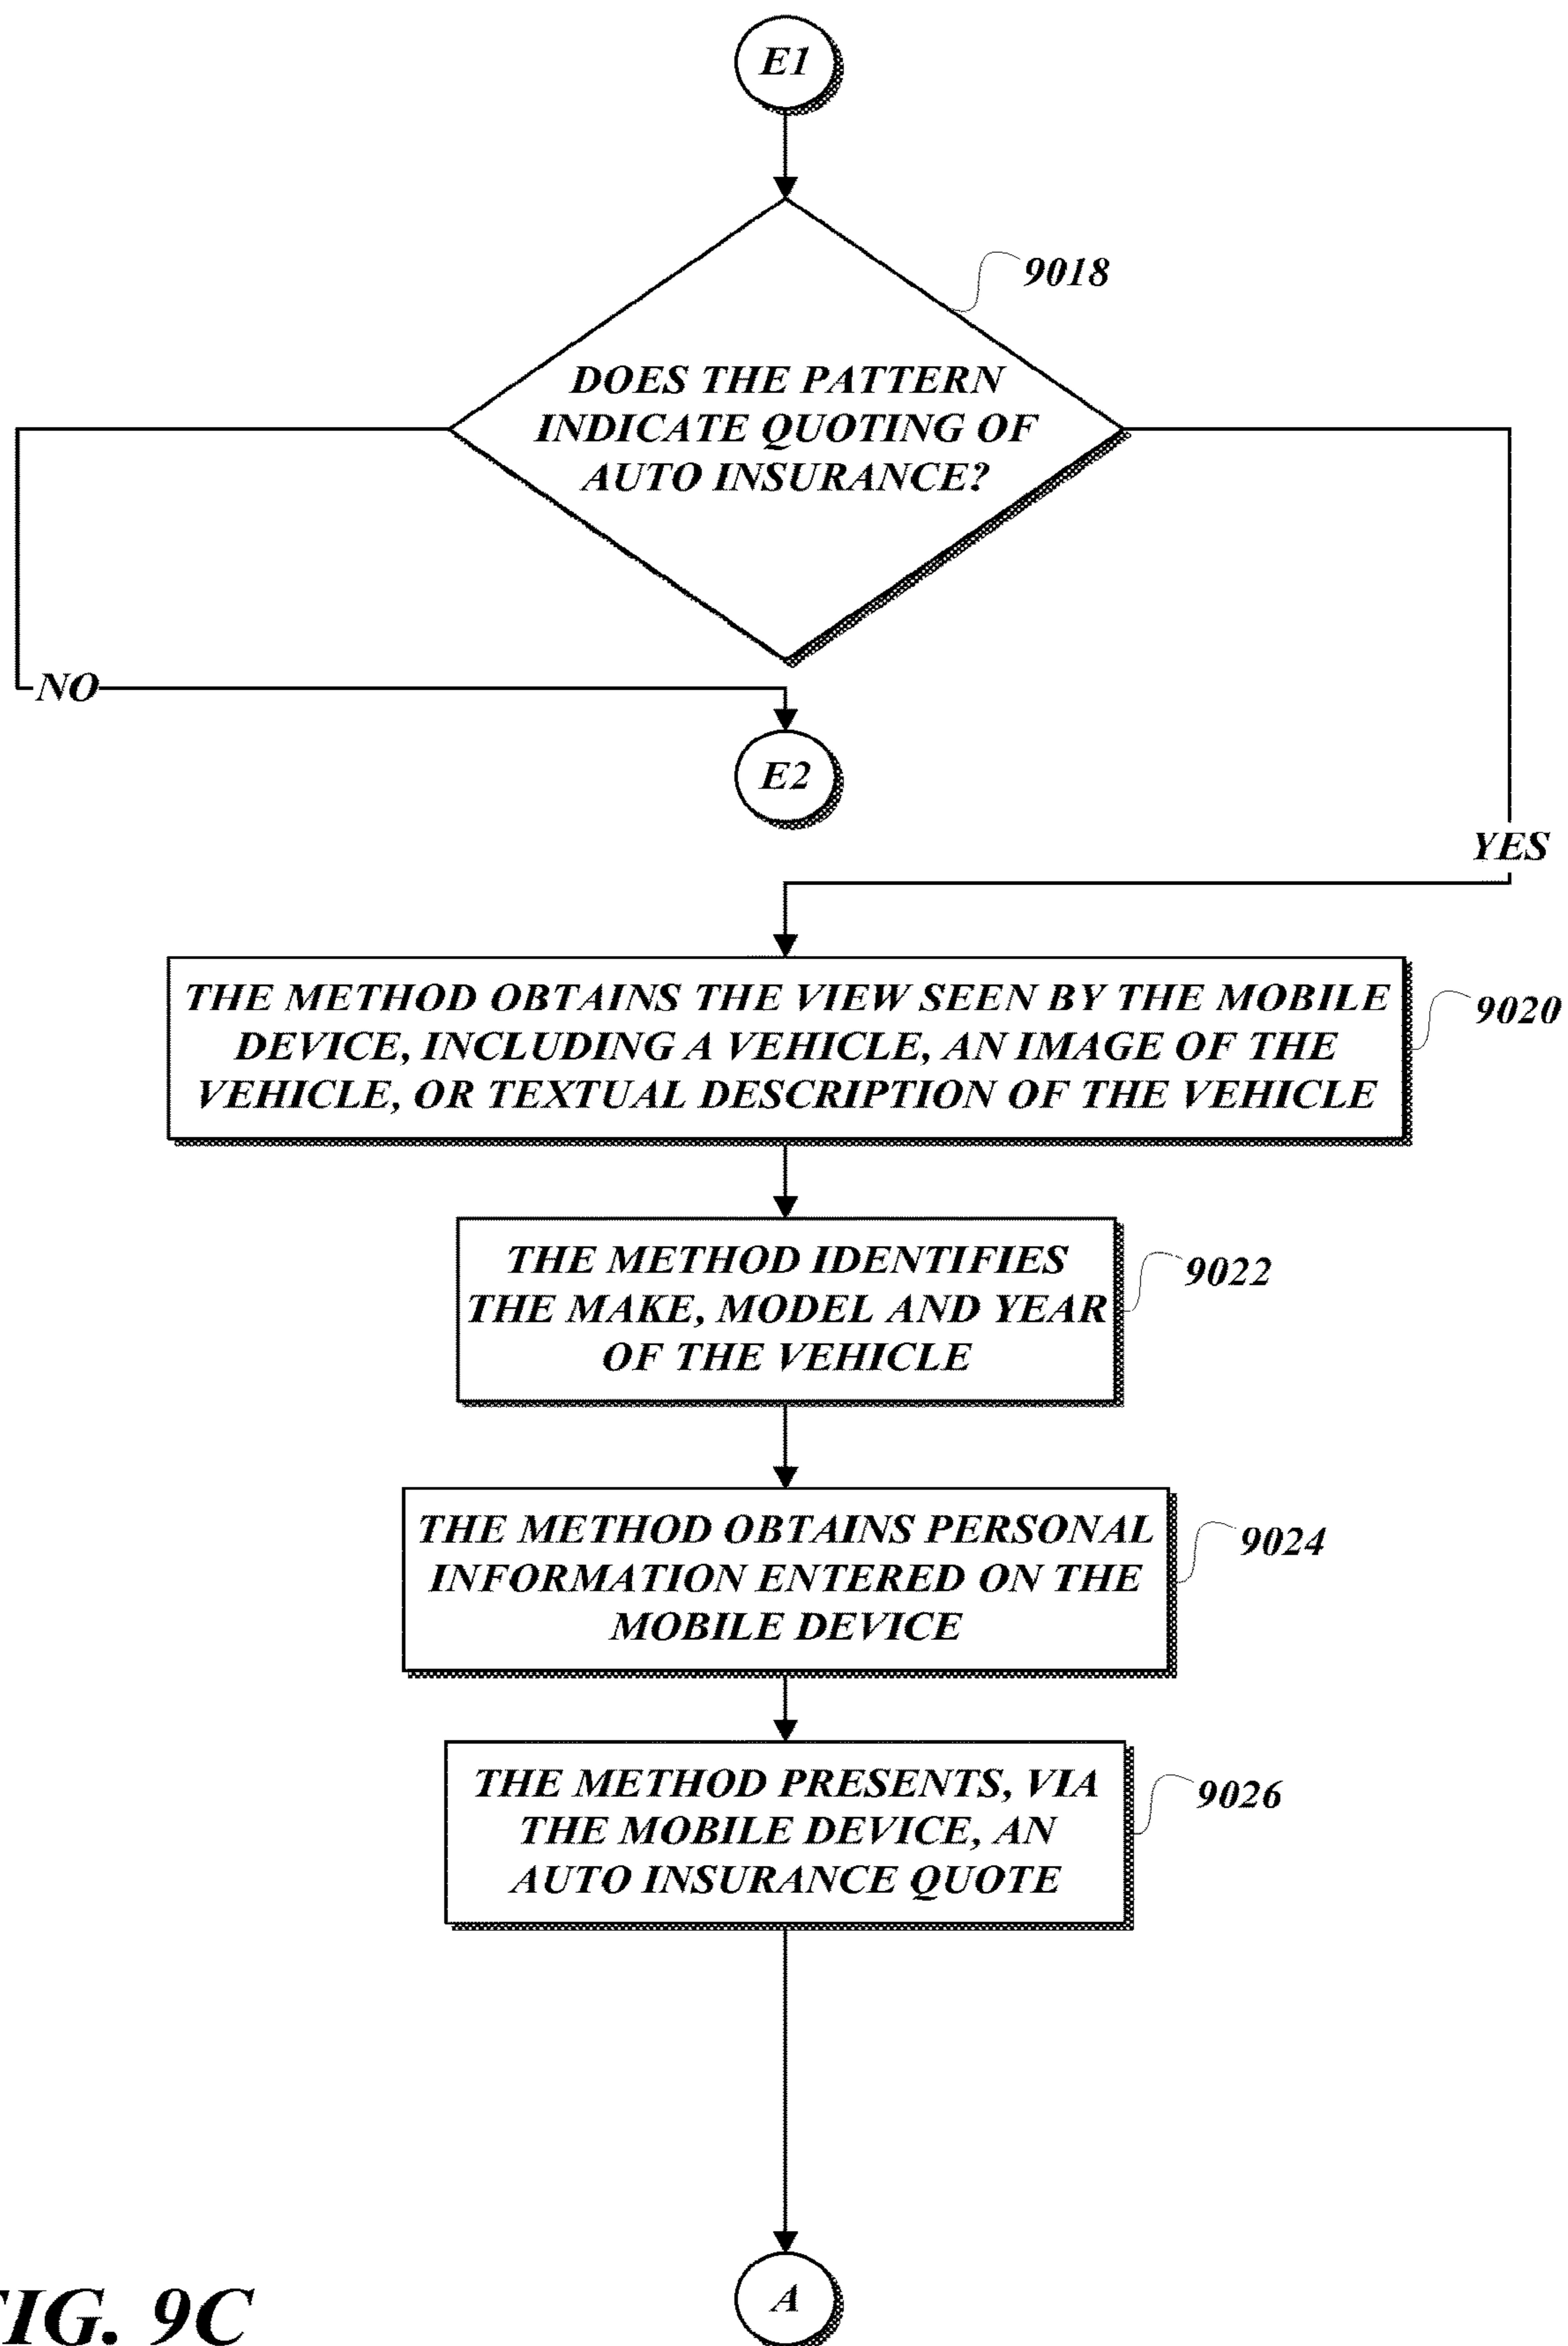 E1
9018
DOES THE PATTERN
INDICATE QUOTING OF
AUTO INSURANCE?
NO
E2
YES
THE METHOD OBTAINS THE VIEW SEEN BY THE MOBILE
DEVICE, INCLUDING A VEHICLE, AN IMAGE OF THE
VEHICLE, OR TEXTUAL DESCRIPTION OF THE VEHICLE
9020
THE METHOD IDENTIFIES
THE MAKE, MODEL AND YEAR
OF THE VEHICLE
9022
THE METHOD OBTAINS PERSONAL
INFORMATION ENTERED ON THE
MOBILE DEVICE
9024
THE METHOD PRESENTS, VIA
THE MOBILE DEVICE, AN
AUTO INSURANCE QUOTE
9026
A
FIG. 9C